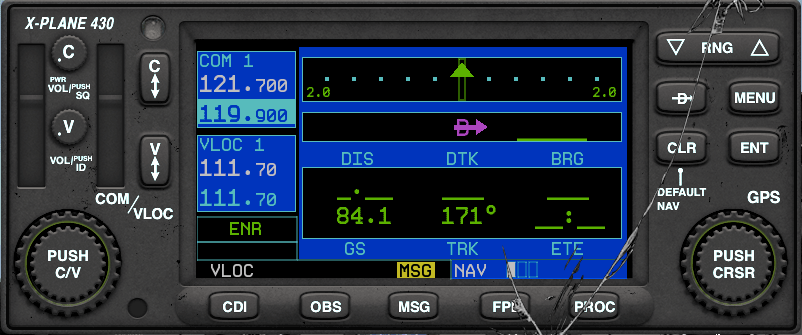 X-PLANE 430
.C
PWR
VOL/PUSH SQ
C
.V
VOL/PUSH ID
V
COM/VLOC
PUSH C/V
COM 1
121.700
119.900
VLOC 1
111.70
111.70
ENR
VLOC
MSG
NAV
2.0
2.0
D
DIS
DTK
BRG
_._
___
84.1
171°
__:__
GS
TRK
ETE
RNG
D
MENU
CLR
ENT
DEFAULT NAV
GPS
PUSH CRSR
CDI
OBS
MSG
FPL
PROC